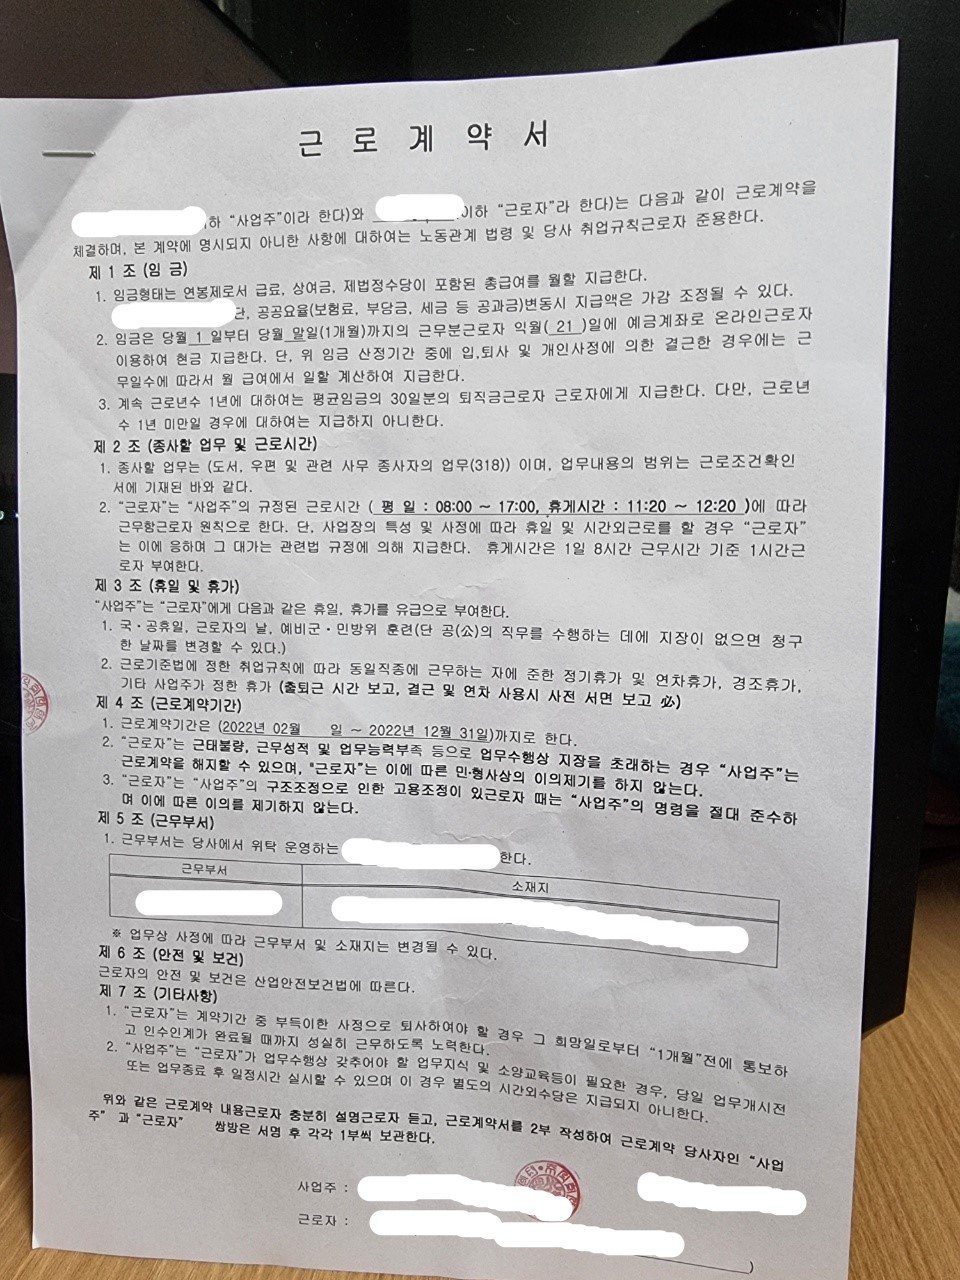 근 로 계 약 서
하 “사업주”이라 한다)와 이하 “근로자”라 한다)는 다음과 같이 근로계약을
체결하며, 본 계약에 명시되지 아니한 사항에 대하여는 노동관계 법령 및 당사 취업규칙근로자 준용한다.
제 1 조 (임 금)
1. 임금형태는 연봉제로서 급료, 상여금, 제법정수당이 포함된 총급여를 월할 지급한다.
단, 공공요율(보험료, 부담금, 세금 등 공과금)변동시 지급액은 가감 조정될 수 있다.
2. 임금은 당월 1 일부터 당월 말일(1개월)까지의 근무분근로자 익월( 21 )일에 예금계좌로 온라인근로자
이용하여 현금 지급한다. 단, 위 임금 산정기간 중에 입,퇴사 및 개인사정에 의한 결근한 경우에는 근
무일수에 따라서 월 급여에서 일할 계산하여 지급한다.
3. 계속 근로년수 1년에 대하여는 평균임금의 30일분의 퇴직금근로자 근로자에게 지급한다. 다만, 근로년
수 1년 미만일 경우에 대하여는 지급하지 아니한다.
제 2 조 (종사할 업무 및 근로시간)
1. 종사할 업무는 (도서, 우편 및 관련 사무 종사자의 업무(318)) 이며, 업무내용의 범위는 근로조건확인
서에 기재된 바와 같다.
2. “근로자”는 “사업주”의 규정된 근로시간 ( 평 일 : 08:00 ~ 17:00, 휴게시간 : 11:20 ~ 12:20 )에 따라
근무함근로자 원칙으로 한다. 단, 사업장의 특성 및 사정에 따라 휴일 및 시간외근로를 할 경우 “근로자”
는 이에 응하며 그 대가는 관련법 규정에 의해 지급한다. 휴게시간은 1일 8시간 근무시간 기준 1시간근
로자 부여한다.
제 3 조 (휴일 및 휴가)
“사업주”는 “근로자”에게 다음과 같은 휴일, 휴가를 유급으로 부여한다.
1. 국·공휴일, 근로자의 날, 예비군·민방위 훈련(단 공(公)의 직무를 수행하는 데에 지장이 없으면 청구
한 날짜를 변경할 수 있다.)
2. 근로기준법에 정한 취업규칙에 따라 동일직종에 근무하는 자에 준한 정기휴가 및 연차휴가, 경조휴가,
기타 사업주가 정한 휴가 (출퇴근 시간 보고, 결근 및 연차 사용시 사전 서면 보고 必)
제 4 조 (근로계약기간)
1. 근로계약기간은 (2022년 02월 일 ~ 2022년 12월 31일)까지로 한다.
2. “근로자”는 근태불량, 근무성적 및 업무능력부족 등으로 업무수행상 지장을 초래하는 경우 “사업주”는
근로계약을 해지할 수 있으며, “근로자”는 이에 따른 민·형사상의 이의제기를 하지 않는다.
3. “근로자”는 “사업주”의 구조조정으로 인한 고용조정이 있근로자 때는 “사업주”의 명령을 절대 준수하
며 이에 따른 이의를 제기하지 않는다.
제 5 조 (근무부서)
1. 근무부서는 당사에서 위탁 운영하는 한다.
근무부서 소재지
※ 업무상 사정에 따라 근무부서 및 소재지는 변경될 수 있다.
제 6 조 (안전 및 보건)
근로자의 안전 및 보건은 산업안전보건법에 따른다.
제 7 조 (기타사항)
1. “근로자”는 계약기간 중 부득이한 사정으로 퇴사하여야 할 경우 그 희망일로부터 “1개월”전에 통보하
고 인수인계가 완료될 때까지 성실히 근무하도록 노력한다.
2. “사업주”는 “근로자”가 업무수행상 갖추어야 할 업무지식 및 소양교육등이 필요한 경우, 당일 업무개시전
또는 업무종료 후 일정시간 실시할 수 있으며 이 경우 별도의 시간외수당은 지급되지 아니한다.
위와 같은 근로계약 내용근로자 충분히 설명근로자 듣고, 근로계약서를 2부 작성하여 근로계약 당사자인 “사업
주” 과 “근로자” 쌍방은 서명 후 각각 1부씩 보관한다.
사업주 :
근로자 :
)